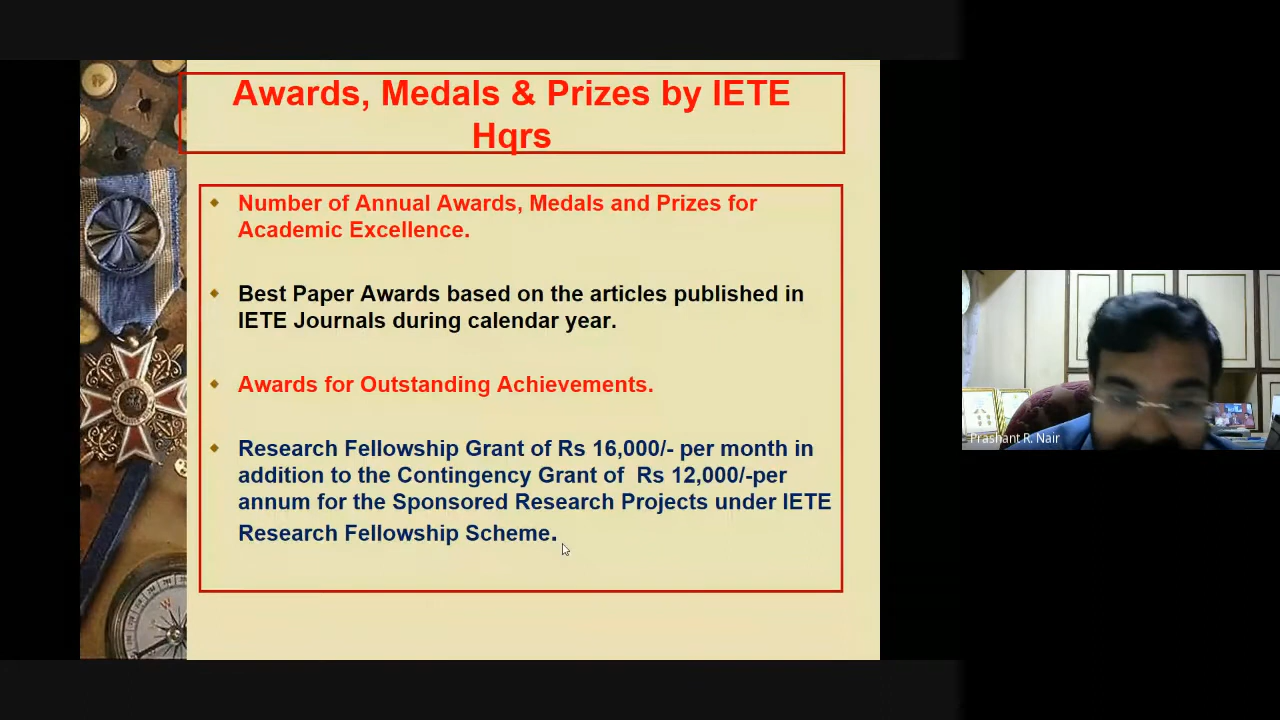 Awards, Medals & Prizes by IETE
Hqrs
Number of Annual Awards, Medals and Prizes for
Academic Excellence.
Best Paper Awards based on the articles published in
IETE Journals during calendar year.
Awards for Outstanding Achievements.
Research Fellowship Grant of Rs 16,000/- per month in
addition to the Contingency Grant of Rs 12,000/-per
annum for the Sponsored Research Projects under IETE
Research Fellowship Scheme.
Prashant R. Nair